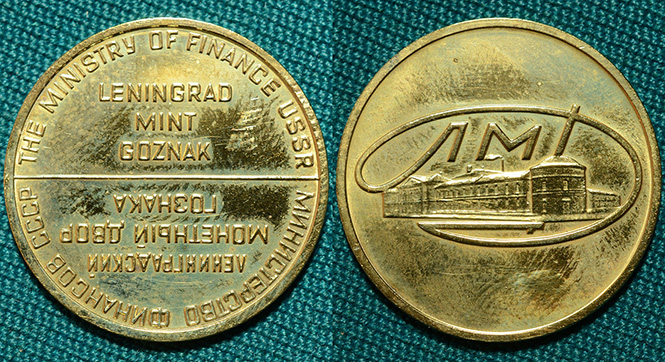 THE MINISTRY OF FINANCE USSR
LENINGRAD
MINT
GOZNAK
МИНИСТЕРСТВО ФИНАНСОВ СССР
ЛЕНИНГРАДСКИЙ
МОНЕТНЫЙ ДВОР
ГОЗНАКА
ЛМД